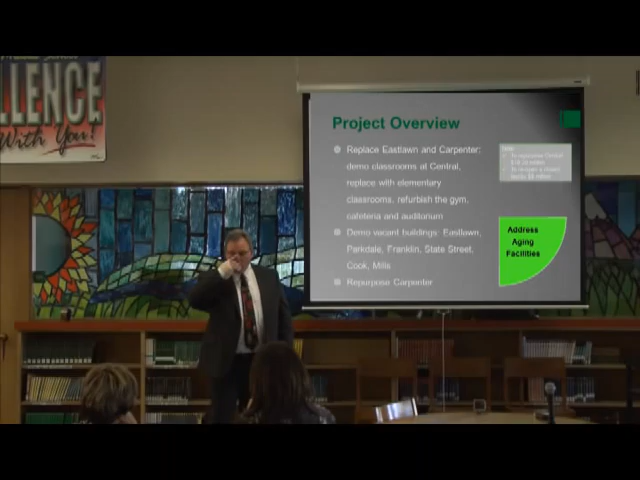 LLENCE
With You!
Project Overview
Replace Eastlawn and Carpenter:
demo classrooms at Central,
replace with elementary
classrooms, refurbish the gym,
cafeteria and auditorium
Demo vacant buildings: Eastlawn,
Parkdale, Franklin, State Street,
Cook, Mills
Repurpose Carpenter
Address
Aging
Facilities